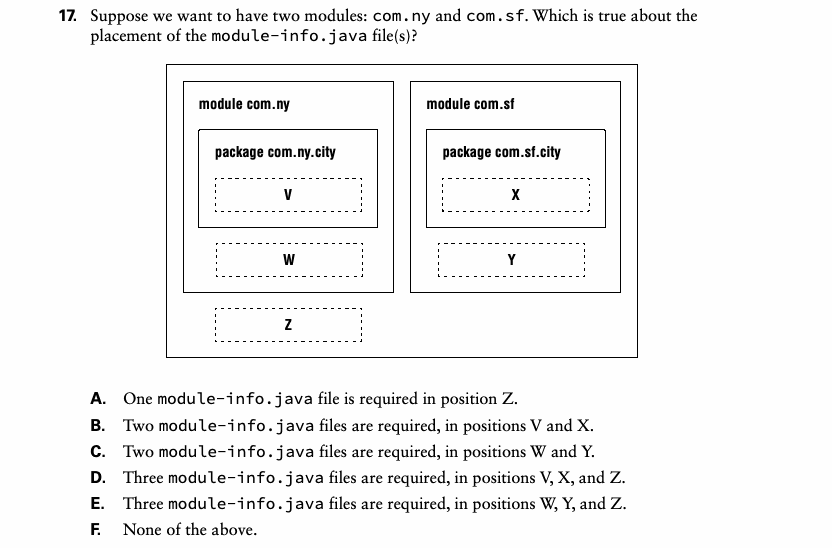 17. Suppose we want to have two modules: com.ny and com.sf. Which is true about the
placement of the module-info.java file(s)?
module com.ny
module com.sf
package com.ny.city
package com.sf.city
V
X
W
Y
Z
A. One module-info.java file is required in position Z.
B. Two module-info.java files are required, in positions V and X.
C. Two module-info.java files are required, in positions W and Y.
D. Three module-info.java files are required, in positions V, X, and Z.
E. Three module-info.java files are required, in positions W, Y, and Z.
F. None of the above.